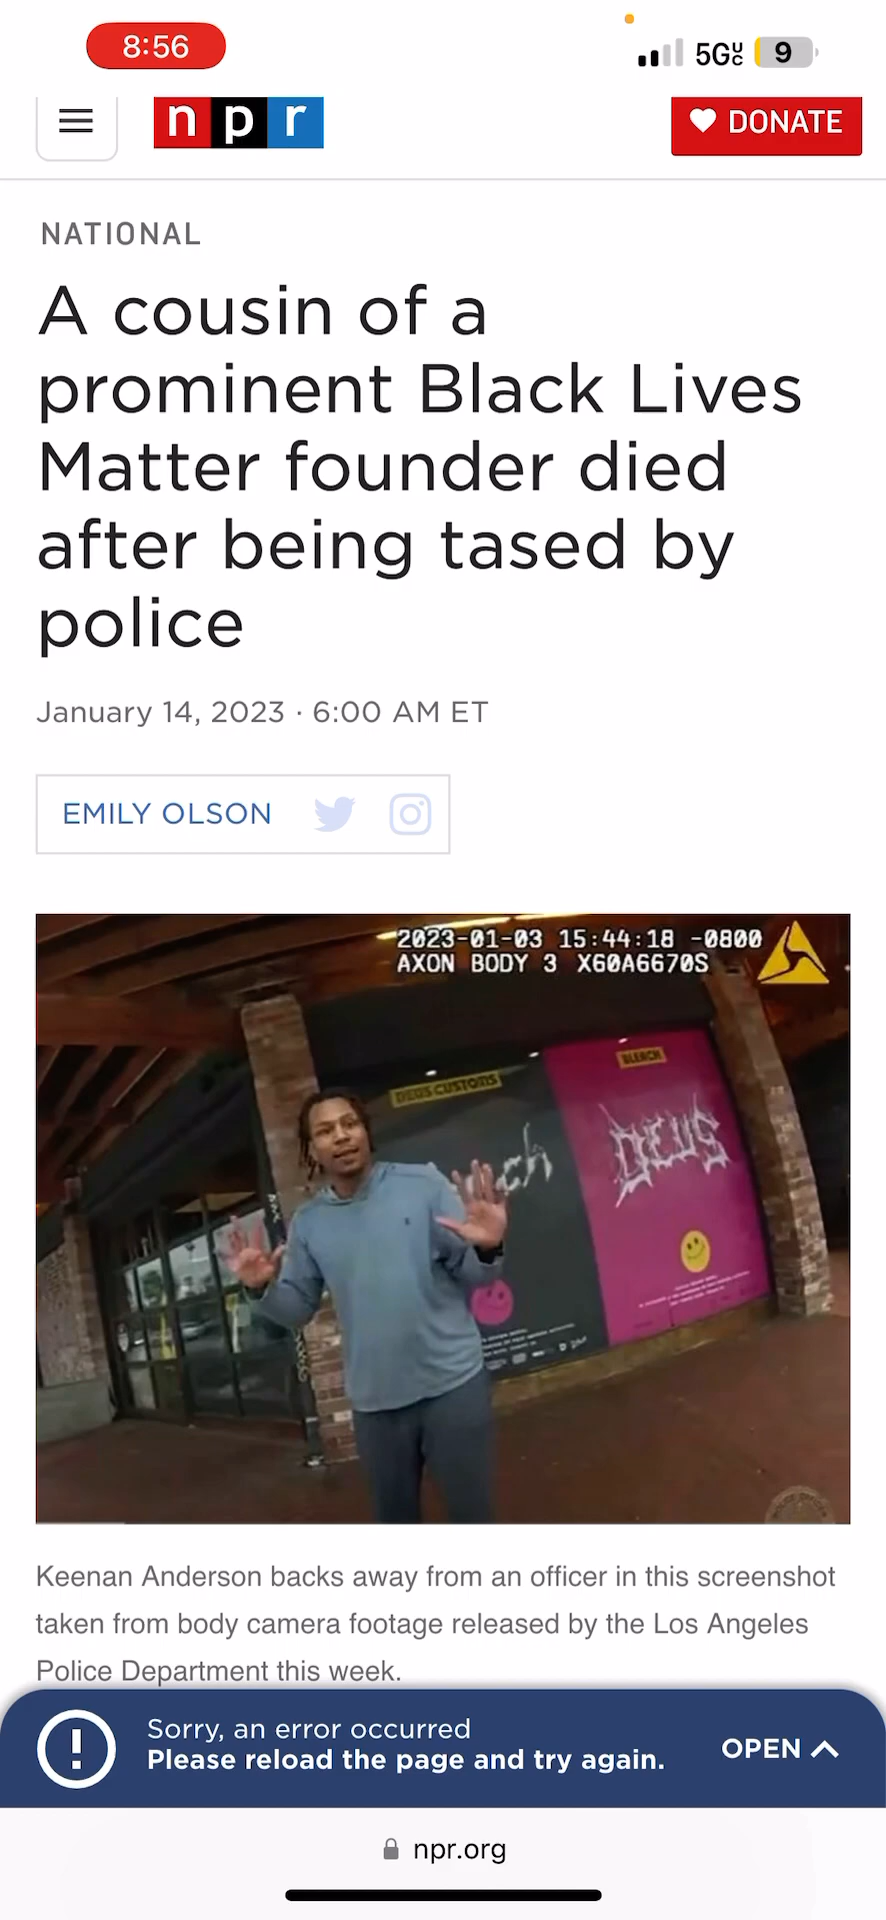 8:56
5GUC
9
npr
DONATE
NATIONAL
A cousin of a
prominent Black Lives
Matter founder died
after being tased by
police
January 14, 2023 · 6:00 AM ET
EMILY OLSON
2023-01-03 15:44:18 -0800
AXON BODY 3 X60A6670S
DEUS CUSTOMS
BLEACH
ch
DEUS
Keenan Anderson backs away from an officer in this screenshot
taken from body camera footage released by the Los Angeles
Police Department this week.
Sorry, an error occurred
Please reload the page and try again.
OPEN
npr.org